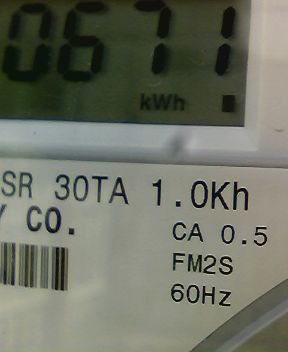 0671
kWh
SR 30TA 1.0Kh
Y CO.
CA 0.5
FM2S
60Hz